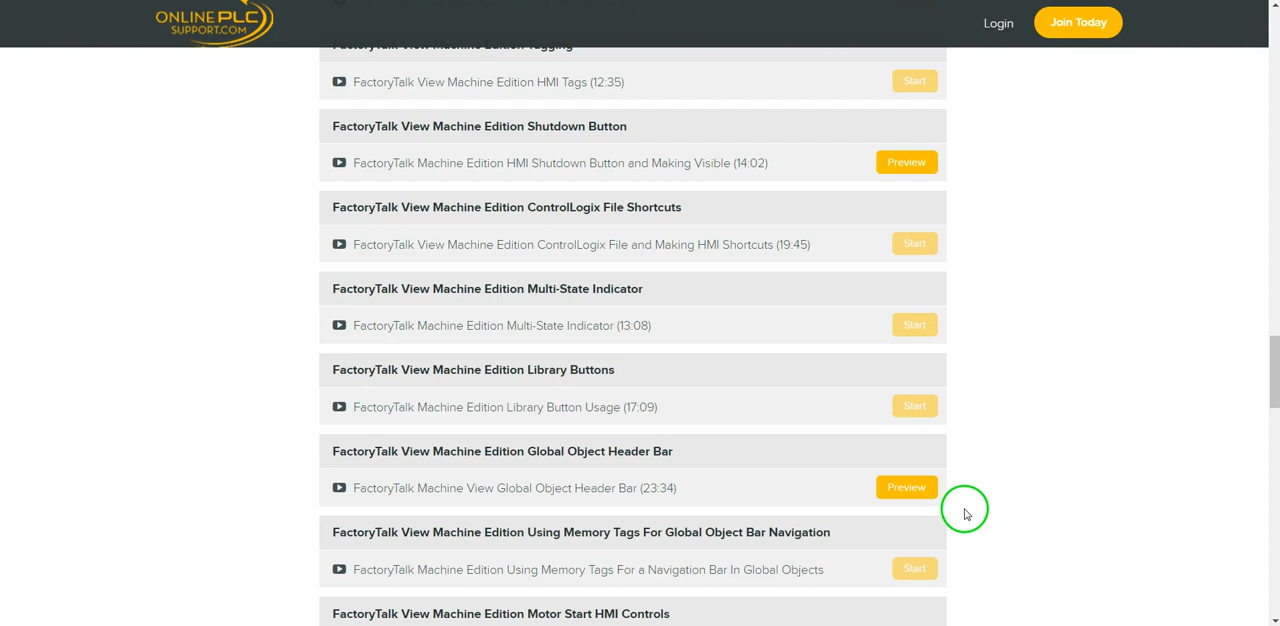 ONLINE PLC
SUPPORT.COM
Login
Join Today
FactoryTalk View Machine Edition Tagging
FactoryTalk View Machine Edition HMI Tags (12:35)
Start
FactoryTalk View Machine Edition Shutdown Button
FactoryTalk Machine Edition HMI Shutdown Button and Making Visible (14:02)
Preview
FactoryTalk View Machine Edition ControlLogix File Shortcuts
FactoryTalk View Machine Edition ControlLogix File and Making HMI Shortcuts (19:45)
Start
FactoryTalk View Machine Edition Multi-State Indicator
FactoryTalk Machine Edition Multi-State Indicator (13:08)
Start
FactoryTalk View Machine Edition Library Buttons
FactoryTalk Machine Edition Library Button Usage (17:09)
Start
FactoryTalk View Machine Edition Global Object Header Bar
FactoryTalk Machine View Global Object Header Bar (23:34)
Preview
FactoryTalk View Machine Edition Using Memory Tags For Global Object Bar Navigation
FactoryTalk Machine Edition Using Memory Tags For a Navigation Bar In Global Objects
Start
FactoryTalk View Machine Edition Motor Start HMI Controls